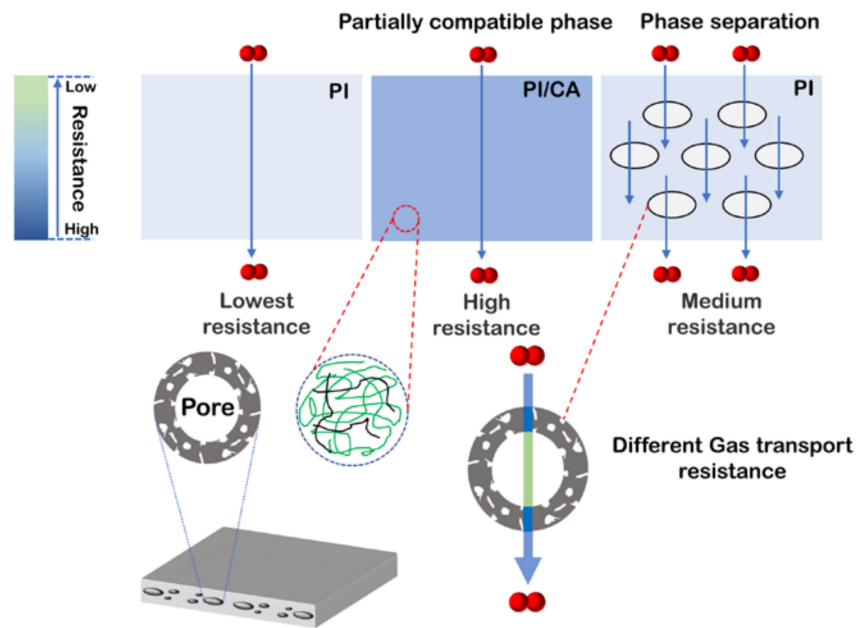 Partially compatible phase
Phase separation
PI
PI/CA
PI
Low
Resistance
High
Lowest
resistance
High
resistance
Medium
resistance
Pore
Different Gas transport
resistance